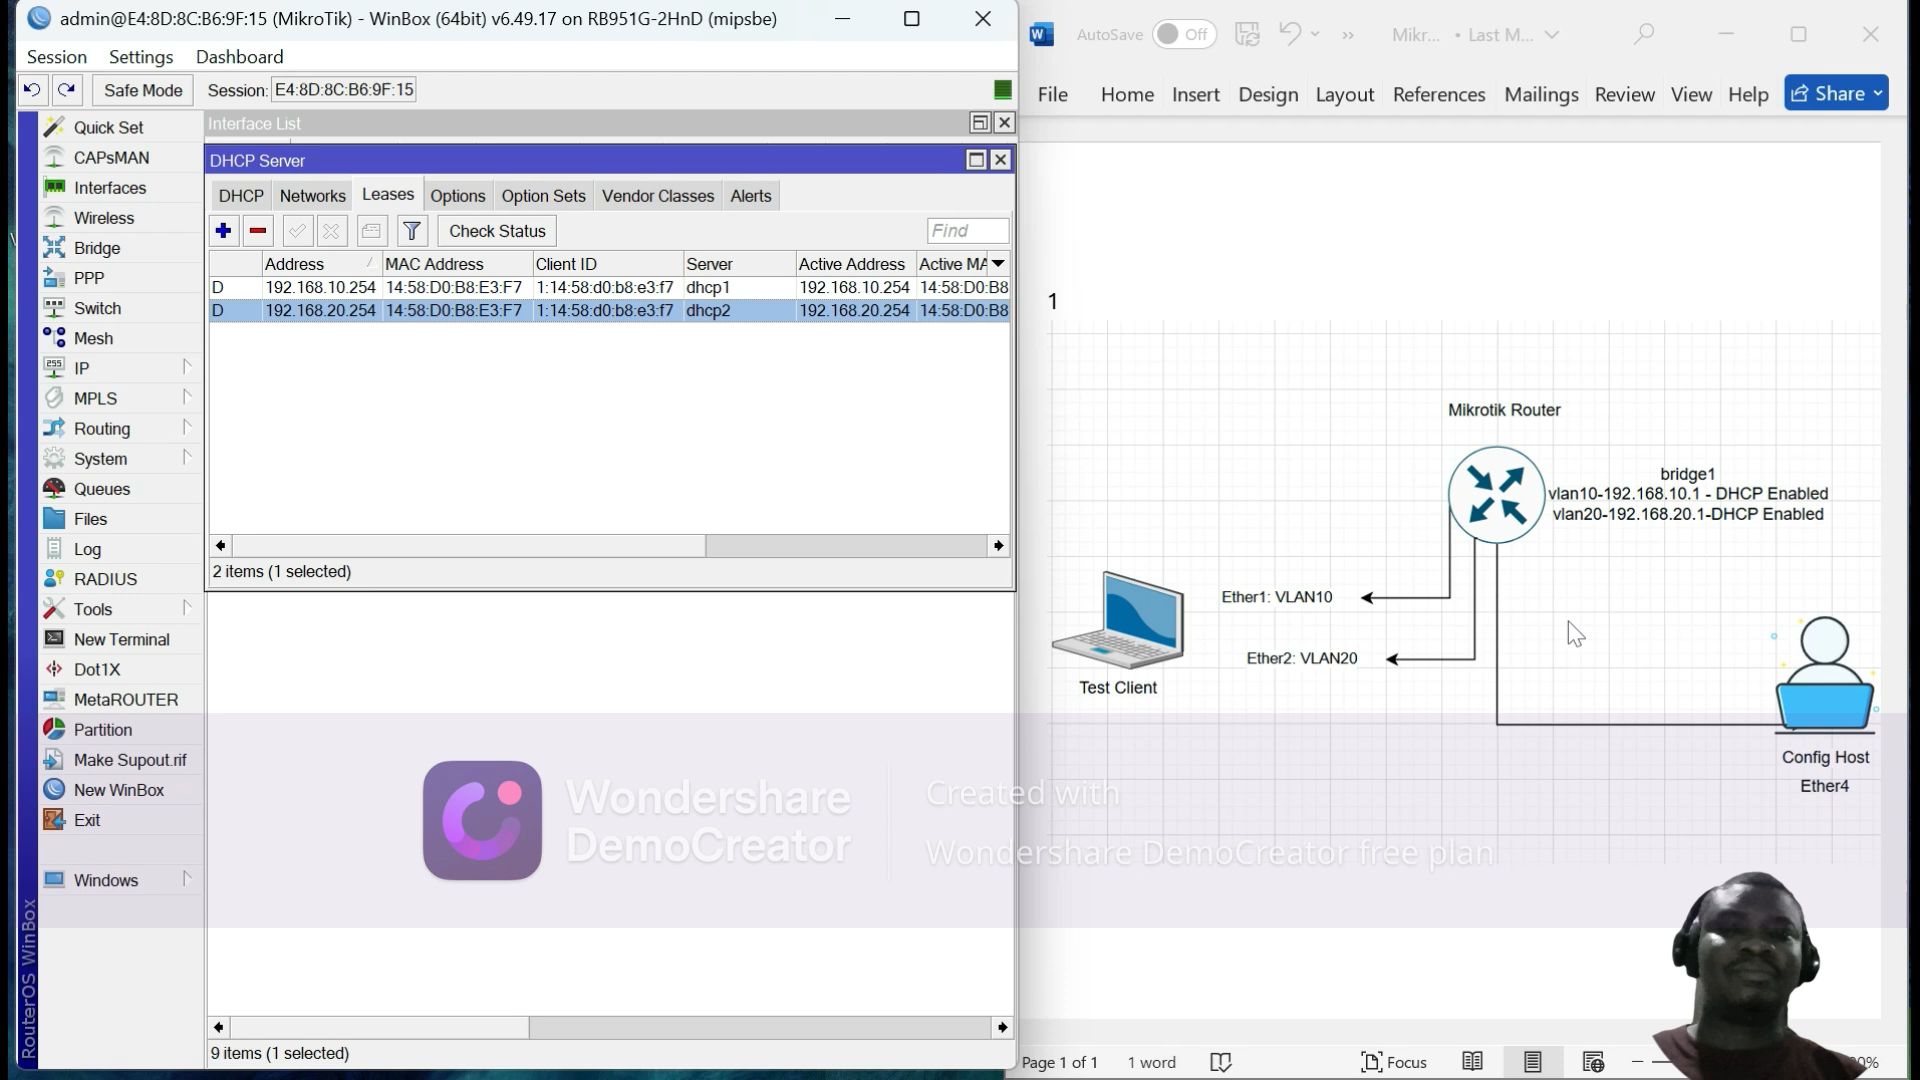 admin@E4:8D:8C:B6:9F:15 (MikroTik) - WinBox (64bit) v6.49.17 on RB951G-2HnD (mipsbe)
Session Settings Dashboard
Safe Mode Session: E4:8D:8C:B6:9F:15
Quick Set
CAPsMAN
Interfaces
Wireless
Bridge
PPP
Switch
Mesh
IP
MPLS
Routing
System
Queues
Files
Log
RADIUS
Tools
New Terminal
Dot1X
MetaROUTER
Partition
Make Supout.rif
New WinBox
Exit
Windows
RouterOS WinBox
Interface List
DHCP Server
DHCP Networks Leases Options Option Sets Vendor Classes Alerts
Check Status Find
Address MAC Address Client ID Server Active Address Active MA
D 192.168.10.254 14:58:D0:B8:E3:F7 1:14:58:d0:b8:e3:f7 dhcp1 192.168.10.254 14:58:D0:B8
D 192.168.20.254 14:58:D0:B8:E3:F7 1:14:58:d0:b8:e3:f7 dhcp2 192.168.20.254 14:58:D0:B8
2 items (1 selected)
9 items (1 selected)
Wondershare
DemoCreator
Created with
Wondershare DemoCreator free plan
AutoSave Off Mikr... • Last M...
File Home Insert Design Layout References Mailings Review View Help Share
1
Mikrotik Router
bridge1
vlan10-192.168.10.1 - DHCP Enabled
vlan20-192.168.20.1-DHCP Enabled
Ether1: VLAN10
Ether2: VLAN20
Test Client
Config Host
Ether4
Page 1 of 1 1 word Focus